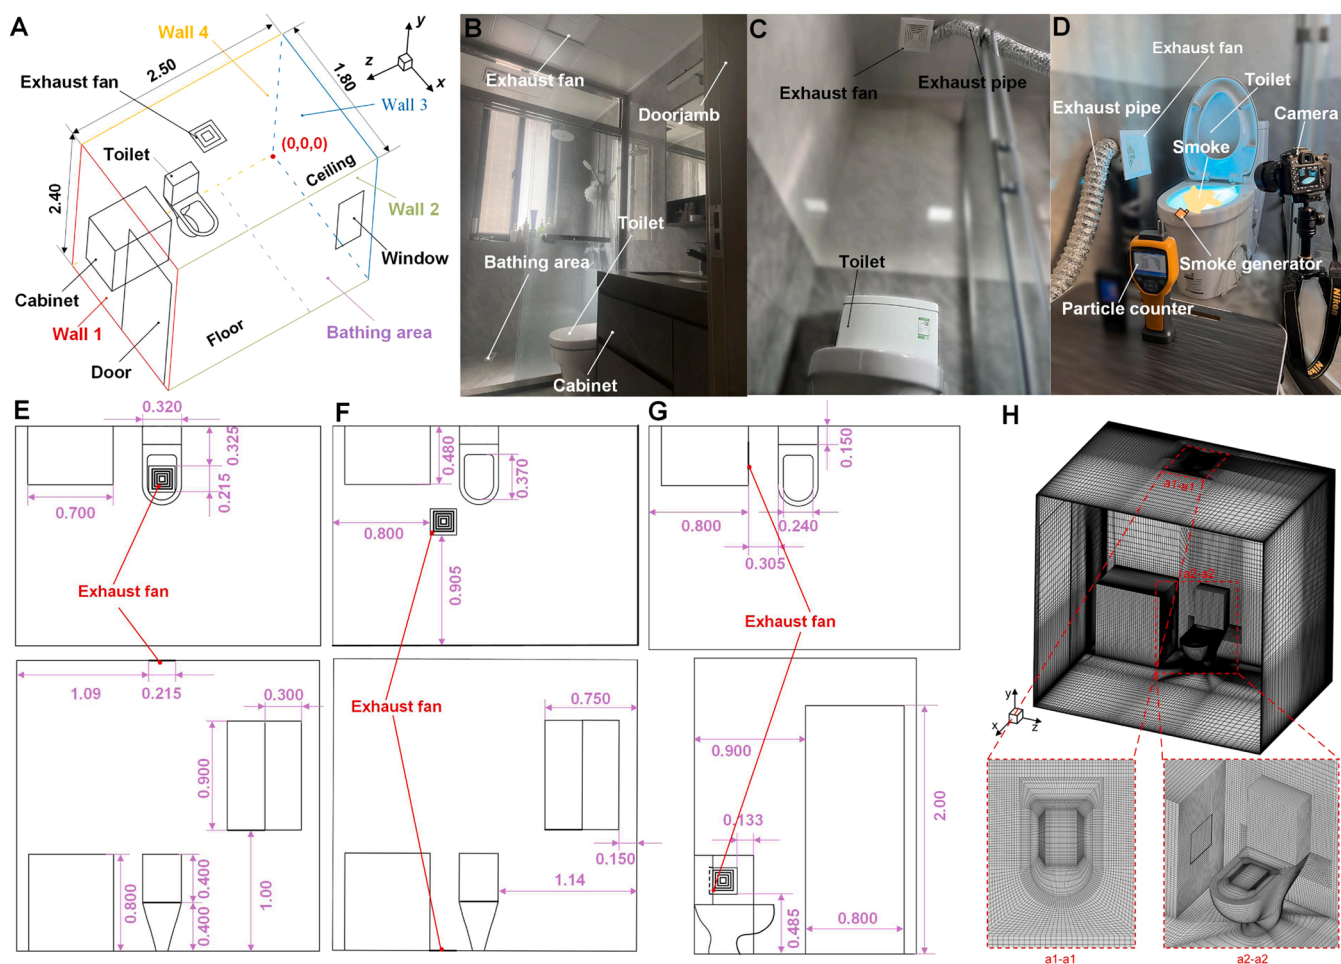 A
Wall 4
y
z
x
2.50
1.80
Exhaust fan
Wall 3
Toilet
(0,0,0)
Ceiling
2.40
Wall 2
Window
Cabinet
Wall 1
Floor
Bathing area
Door
B
Exhaust fan
Doorjamb
Toilet
Bathing area
Cabinet
C
Exhaust fan
Exhaust pipe
Toilet
D
Exhaust fan
Toilet
Exhaust pipe
Camera
Smoke
Smoke generator
Particle counter
Nikon
Niko
E
0.320
0.325
0.215
0.700
Exhaust fan
1.09
0.215
0.300
0.900
0.800
0.400
0.400
1.00
F
0.480
0.370
0.800
0.905
Exhaust fan
0.750
0.150
1.14
G
0.150
0.800
0.240
0.305
Exhaust fan
0.900
0.133
2.00
0.485
0.800
H
a1-a1
a2-a2
y
x
z
a1-a1
a2-a2